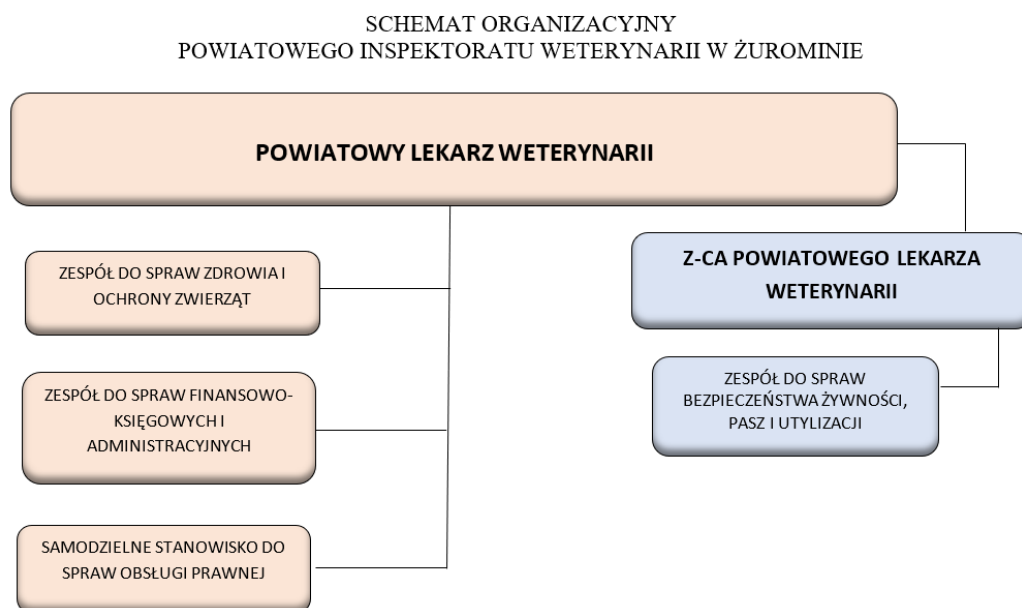 SCHEMAT ORGANIZACYJNY
POWIATOWEGO INSPEKTORATU WETERYNARII W ŻUROMINIE
POWIATOWY LEKARZ WETERYNARII
ZESPÓŁ DO SPRAW ZDROWIA I
OCHRONY ZWIERZĄT
ZESPÓŁ DO SPRAW FINANSOWO-
KSIĘGOWYCH I
ADMINISTRACYJNYCH
SAMODZIELNE STANOWISKO DO
SPRAW OBSŁUGI PRAWNEJ
Z-CA POWIATOWEGO LEKARZA
WETERYNARII
ZESPÓŁ DO SPRAW
BEZPIECZEŃSTWA ŻYWNOŚCI,
PASZ I UTYLIZACJI